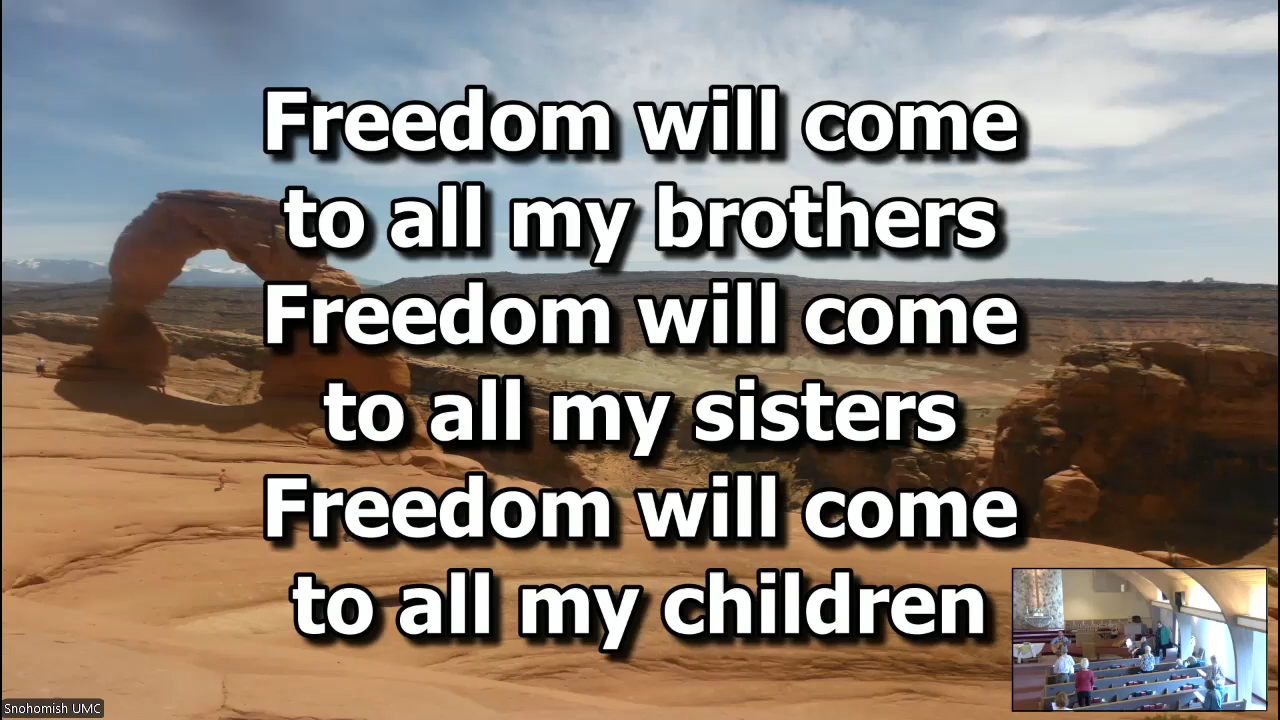 Freedom will come
to all my brothers
Freedom will come
to all my sisters
Freedom will come
to all my children
Snohomish UMC